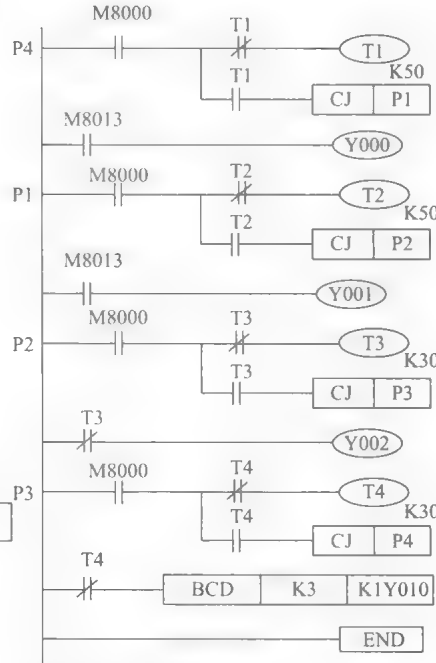 M8000
T1
P4
T1
K50
T1
CJ P1
M8013
Y000
M8000
T2
P1
T2
K50
T2
CJ P2
M8013
Y001
M8000
T3
P2
T3
K30
T3
CJ P3
T3
Y002
M8000
T4
P3
T4
K30
T4
CJ P4
T4
BCD K3 K1Y010
END